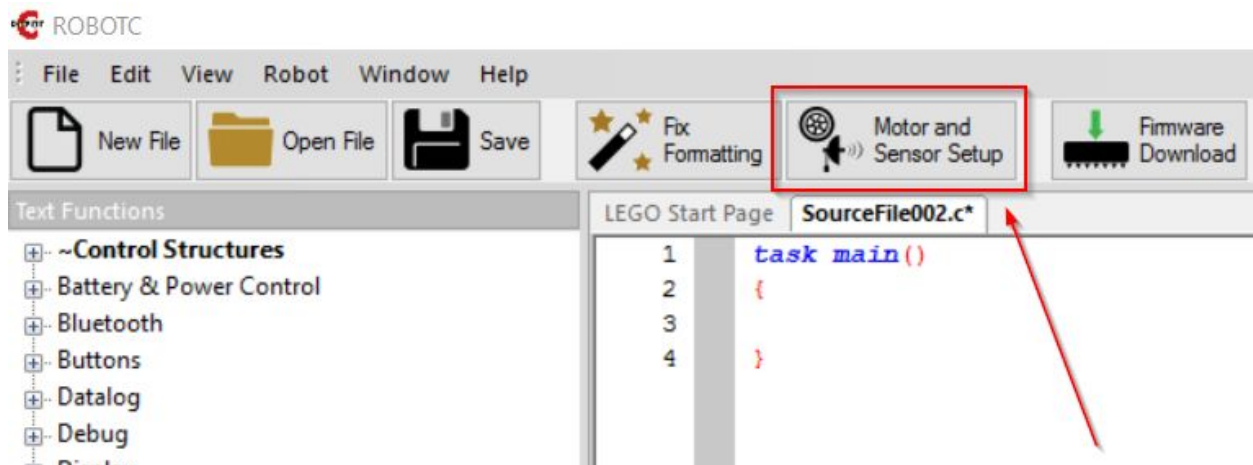 ROBOTC
File Edit View Robot Window Help
New File Open File Save Fix Formatting Motor and Sensor Setup Firmware Download
Text Functions
LEGO Start Page SourceFile002.c*
~Control Structures
Battery & Power Control
Bluetooth
Buttons
Datalog
Debug
1 task main()
2 {
3
4 }